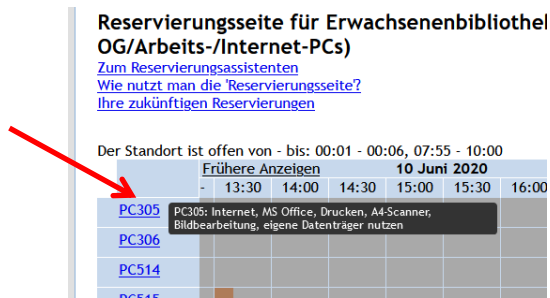 Reservierungsseite für Erwachsenenbibliothek
OG/Arbeits-/Internet-PCs)
Zum Reservierungsassistenten
Wie nutzt man die 'Reservierungsseite'?
Ihre zukünftigen Reservierungen
Der Standort ist offen von - bis: 00:01 - 00:06, 07:55 - 10:00
Frühere Anzeigen 10 Juni 2020
- 13:30 14:00 14:30 15:00 15:30 16:00
PC305
PC305: Internet, MS Office, Drucken, A4-Scanner,
Bildbearbeitung, eigene Datenträger nutzen
PC306
PC514
PC515